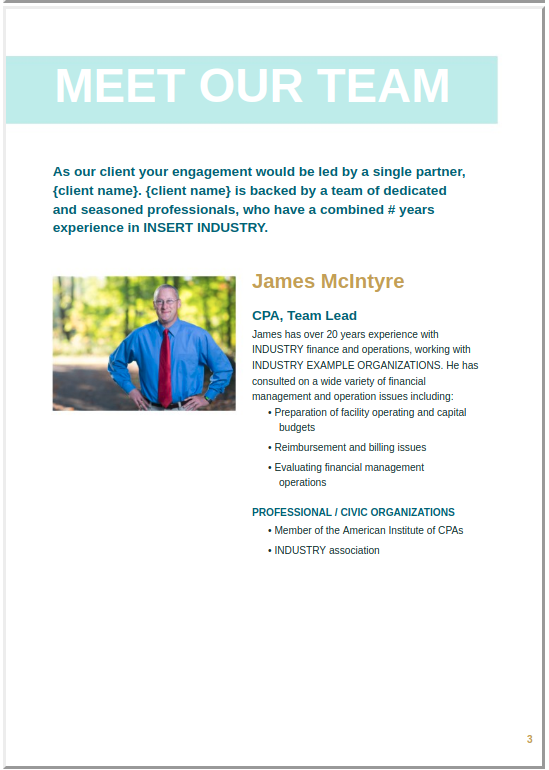 MEET OUR TEAM
As our client your engagement would be led by a single partner,
{client name}. {client name} is backed by a team of dedicated
and seasoned professionals, who have a combined # years
experience in INSERT INDUSTRY.
James McIntyre
CPA, Team Lead
James has over 20 years experience with
INDUSTRY finance and operations, working with
INDUSTRY EXAMPLE ORGANIZATIONS. He has
consulted on a wide variety of financial
management and operation issues including:
• Preparation of facility operating and capital
budgets
• Reimbursement and billing issues
• Evaluating financial management
operations
PROFESSIONAL / CIVIC ORGANIZATIONS
• Member of the American Institute of CPAs
• INDUSTRY association
3